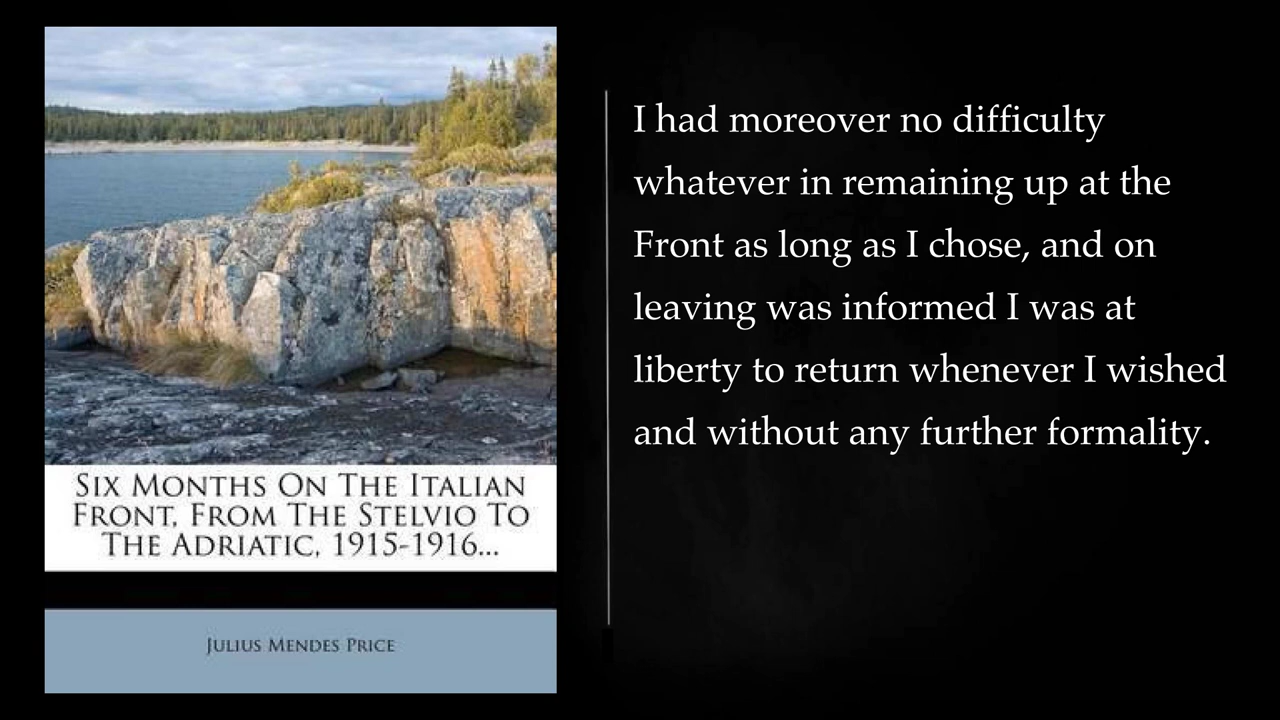 SIX MONTHS ON THE ITALIAN
FRONT, FROM THE STELVIO TO
THE ADRIATIC, 1915-1916...
JULIUS MENDES PRICE
I had moreover no difficulty
whatever in remaining up at the
Front as long as I chose, and on
leaving was informed I was at
liberty to return whenever I wished
and without any further formality.